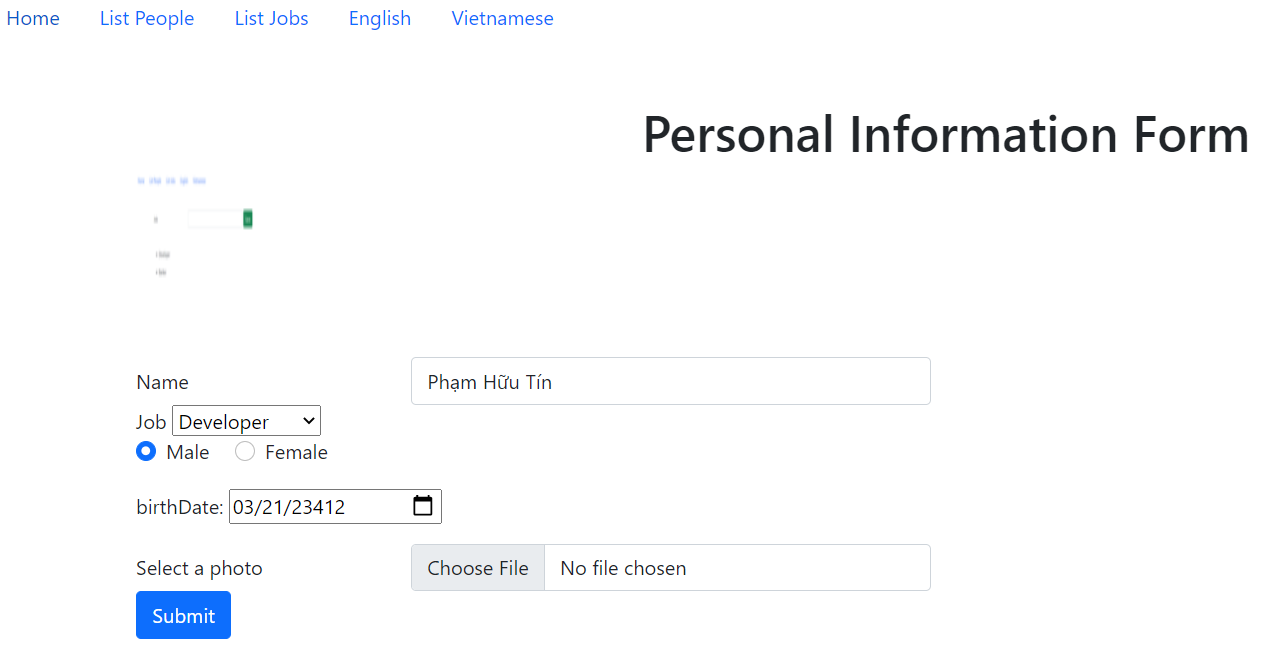 Home List People List Jobs English Vietnamese
Personal Information Form
Name Phạm Hữu Tín
Job Developer
Male Female
birthDate: 03/21/23412
Select a photo Choose File No file chosen
Submit